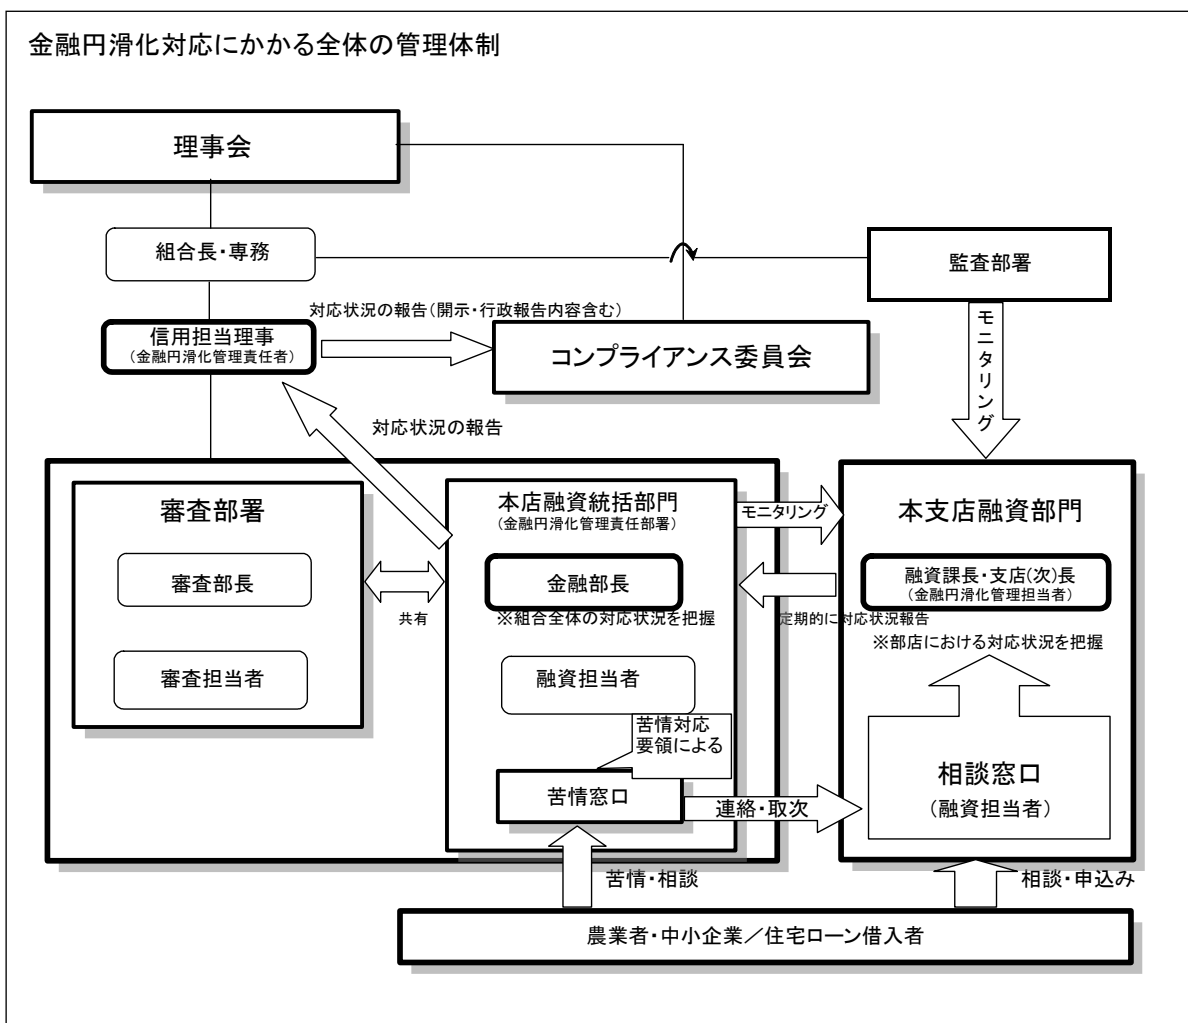 金融円滑化対応にかかる全体の管理体制
理事会
組合長・専務
監査部署
信用担当理事
(金融円滑化管理責任者)
対応状況の報告(開示・行政報告内容含む)
コンプライアンス委員会
モニタリング
対応状況の報告
審査部署
審査部長
審査担当者
共有
本店融資統括部門
(金融円滑化管理責任部署)
金融部長
※組合全体の対応状況を把握
融資担当者
苦情対応
要領による
苦情窓口
モニタリング
定期的に対応状況報告
連絡・取次
本支店融資部門
融資課長・支店(次)長
(金融円滑化管理担当者)
※部店における対応状況を把握
相談窓口
(融資担当者)
苦情・相談
相談・申込み
農業者・中小企業/住宅ローン借入者